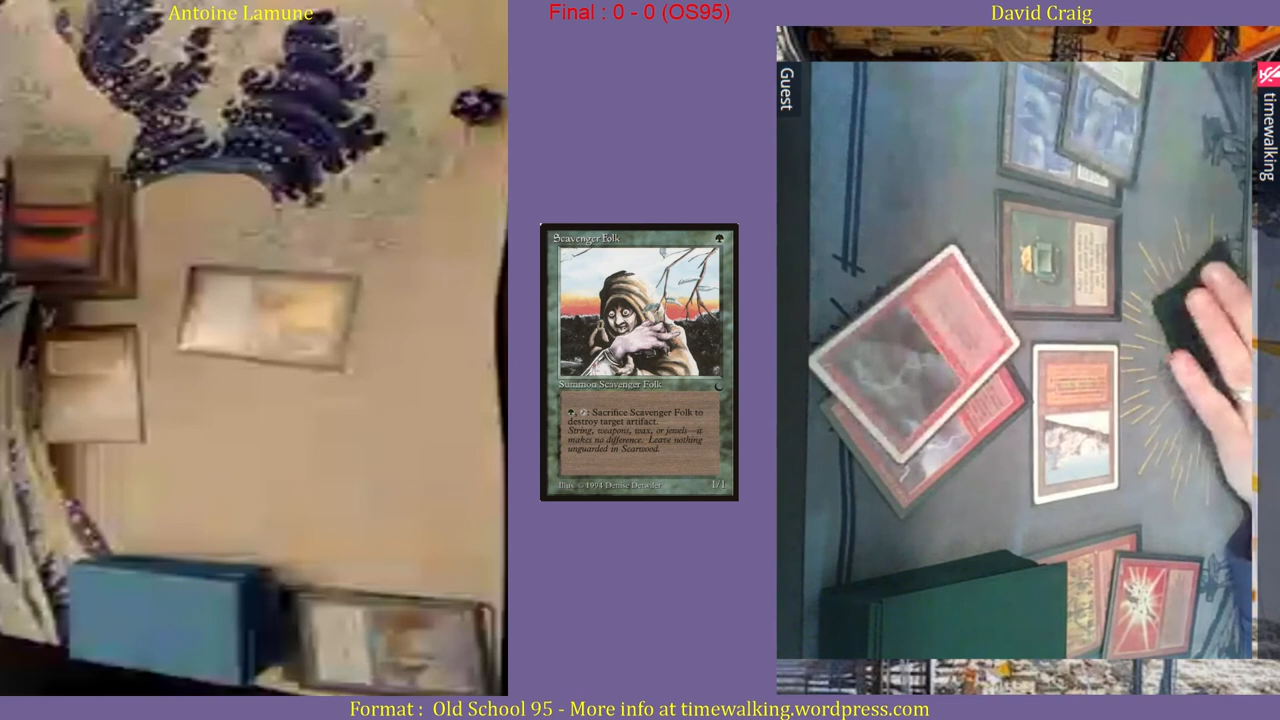 Antoine Lamune
Final : 0 - 0 (OS95)
David Craig
Guest
timewalking
Scavenger Folk
Summon Scavenger Folk
: Sacrifice Scavenger Folk to
destroy target artifact.
String, weapons, wax, or jewels—it
makes no difference. Leave nothing
unguarded in Scarwood.
Illus. © 1994 Dennis Detwiller
1/1
Format : Old School 95 - More info at timewalking.wordpress.com